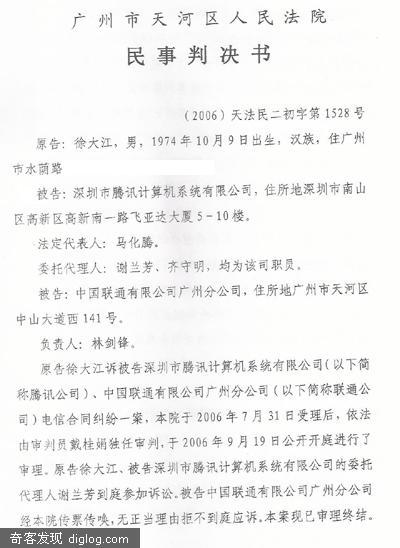 广州市天河区人民法院
民事判决书
（2006）天法民二初字第1528号
原告：徐大江，男，1974年10月9日出生，汉族，住广州
市水荫路
被告：深圳市腾讯计算机系统有限公司，住所地深圳市南山
区高新区高新南一路飞亚达大厦5-10楼。
法定代表人：马化腾。
委托代理人：谢兰芳、齐守明，均为该司职员。
被告：中国联通有限公司广州分公司，住所地广州市天河区
中山大道西141号。
负责人：林剑锋。
原告徐大江诉被告深圳市腾讯计算机系统有限公司（以下简
称腾讯公司）、中国联通有限公司广州分公司（以下简称联通公
司）电信合同纠纷一案，本院于2006年7月31日受理后，依法
由审判员戴桂娟独任审判，于2006年9月19日公开开庭进行了
审理。原告徐大江、被告深圳市腾讯计算机系统有限公司的委托
代理人谢兰芳到庭参加诉讼。被告中国联通有限公司广州分公司
经本院传票传唤，无正当理由拒不到庭应诉。本案现已审理终结。
奇客发现 diglog.com